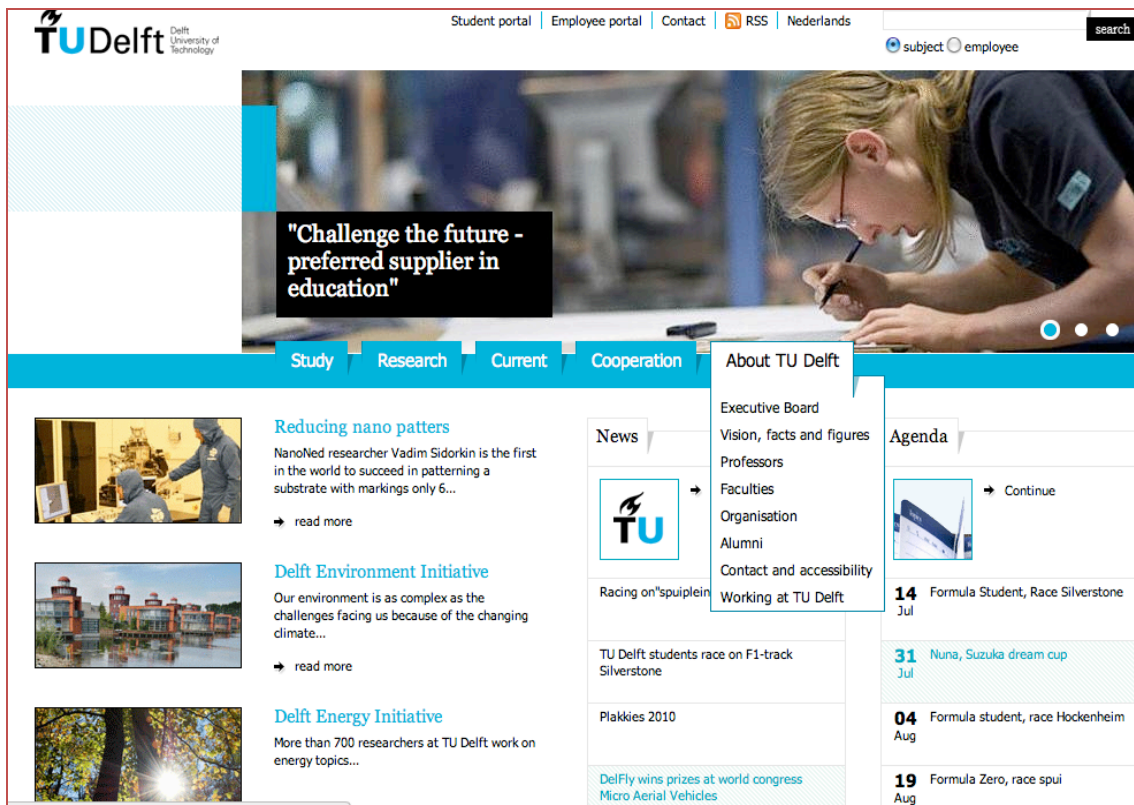 TU Delft
Delft
University of
Technology
Student portal
Employee portal
Contact
RSS
Nederlands
search
subject
employee
"Challenge the future -
preferred supplier in
education"
Study
Research
Current
Cooperation
About TU Delft
Executive Board
Vision, facts and figures
Professors
Faculties
Organisation
Alumni
Contact and accessibility
Working at TU Delft
Reducing nano patters
NanoNed researcher Vadim Sidorkin is the first
in the world to succeed in patterning a
substrate with markings only 6...
read more
Delft Environment Initiative
Our environment is as complex as the
challenges facing us because of the changing
climate...
read more
Delft Energy Initiative
More than 700 researchers at TU Delft work on
energy topics...
News
TU
Racing on"spuiplein
TU Delft students race on F1-track
Silverstone
Plakkies 2010
DelFly wins prizes at world congress
Micro Aerial Vehicles
Agenda
Continue
14
Jul
Formula Student, Race Silverstone
31
Jul
Nuna, Suzuka dream cup
04
Aug
Formula student, race Hockenheim
19
Aug
Formula Zero, race spui